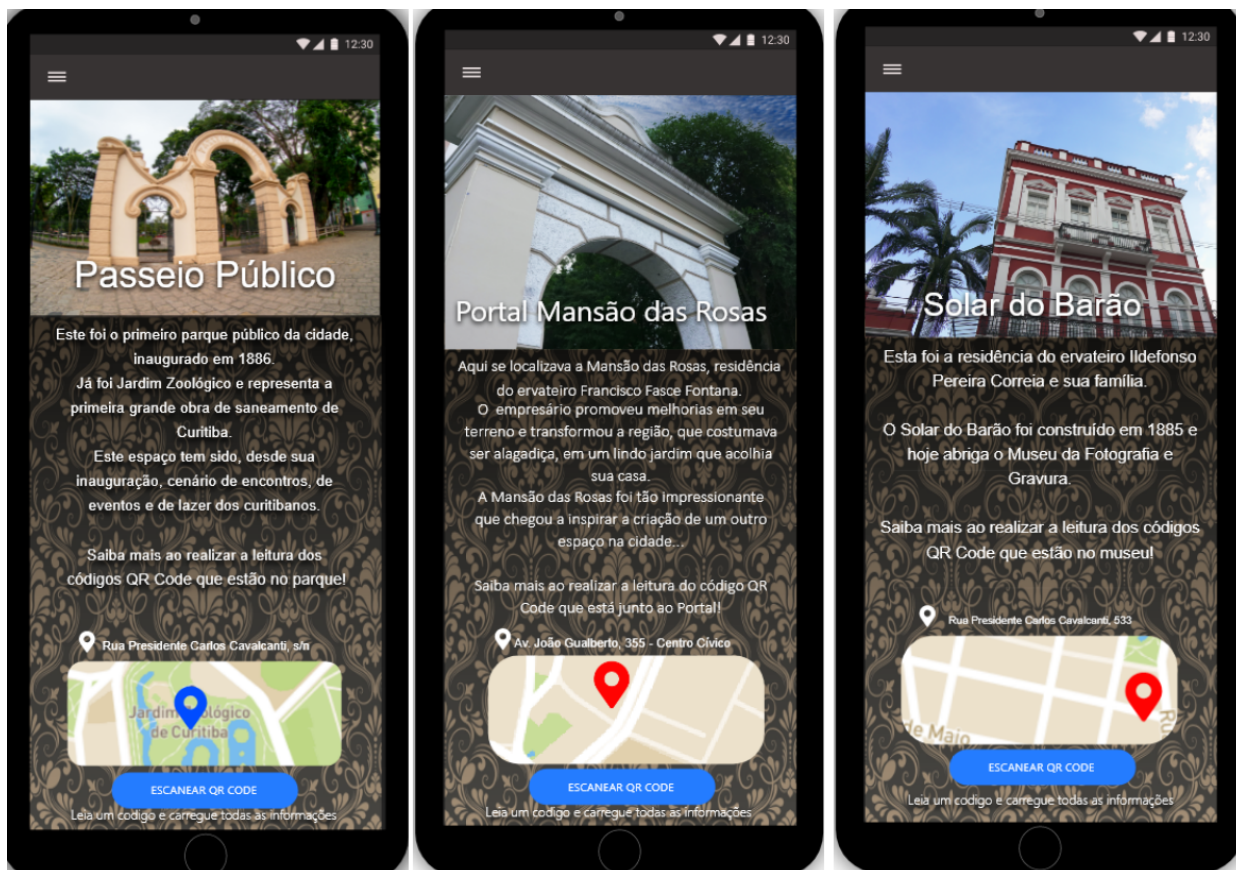 12:30
Passeio Público
Este foi o primeiro parque público da cidade,
inaugurado em 1886.
Já foi Jardim Zoológico e representa a
primeira grande obra de saneamento de
Curitiba.
Este espaço tem sido, desde sua
inauguração, cenário de encontros, de
eventos e de lazer dos curitibanos.
Saiba mais ao realizar a leitura dos
códigos QR Code que estão no parque!
Rua Presidente Carlos Cavalcanti, s/n
Jardim Zoológico
de Curitiba
ESCANEAR QR CODE
Leia um codigo e carregue todas as informações
12:30
Portal Mansão das Rosas
Aqui se localizava a Mansão das Rosas, residência
do ervateiro Francisco Fasce Fontana.
O empresário promoveu melhorias em seu
terreno e transformou a região, que costumava
ser alagadiça, em um lindo jardim que acolhia
sua casa.
A Mansão das Rosas foi tão impressionante
que chegou a inspirar a criação de um outro
espaço na cidade...
Saiba mais ao realizar a leitura do código QR
Code que está junto ao Portal!
Av. João Gualberto, 355 - Centro Cívico
ESCANEAR QR CODE
Leia um codigo e carregue todas as informações
12:30
Solar do Barão
Esta foi a residência do ervateiro Ildefonso
Pereira Correia e sua família.
O Solar do Barão foi construído em 1885 e
hoje abriga o Museu da Fotografia e
Gravura.
Saiba mais ao realizar a leitura dos códigos
QR Code que estão no museu!
Rua Presidente Carlos Cavalcanti, 533
de Maio
Ru
ESCANEAR QR CODE
Leia um codigo e carregue todas as informações